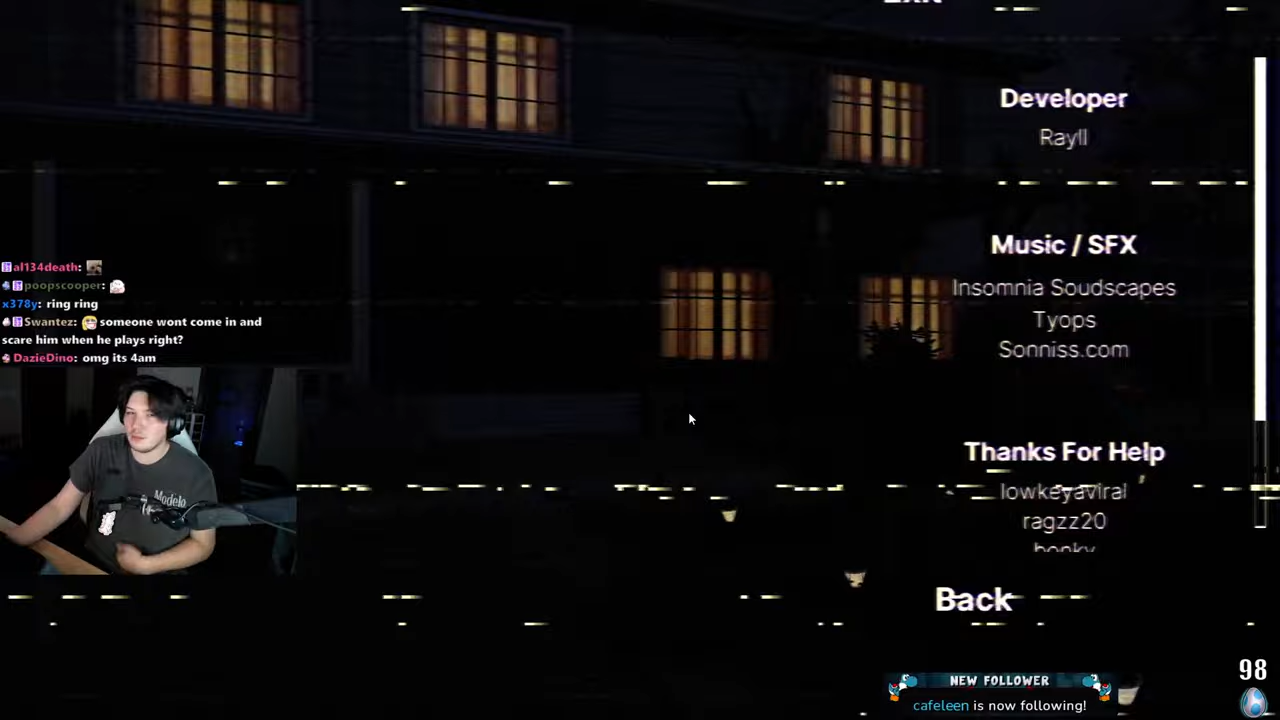 Developer
Rayll
Music / SFX
Insomnia Soudscapes
Tyops
Sonniss.com
Thanks For Help
lowkeyaviral
ragzz20
honky
Back
al134death:
poopscooper:
x378y: ring ring
Swantez: someone wont come in and
scare him when he plays right?
DazieDino: omg its 4am
Modelo
98
NEW FOLLOWER
cafeleen is now following!